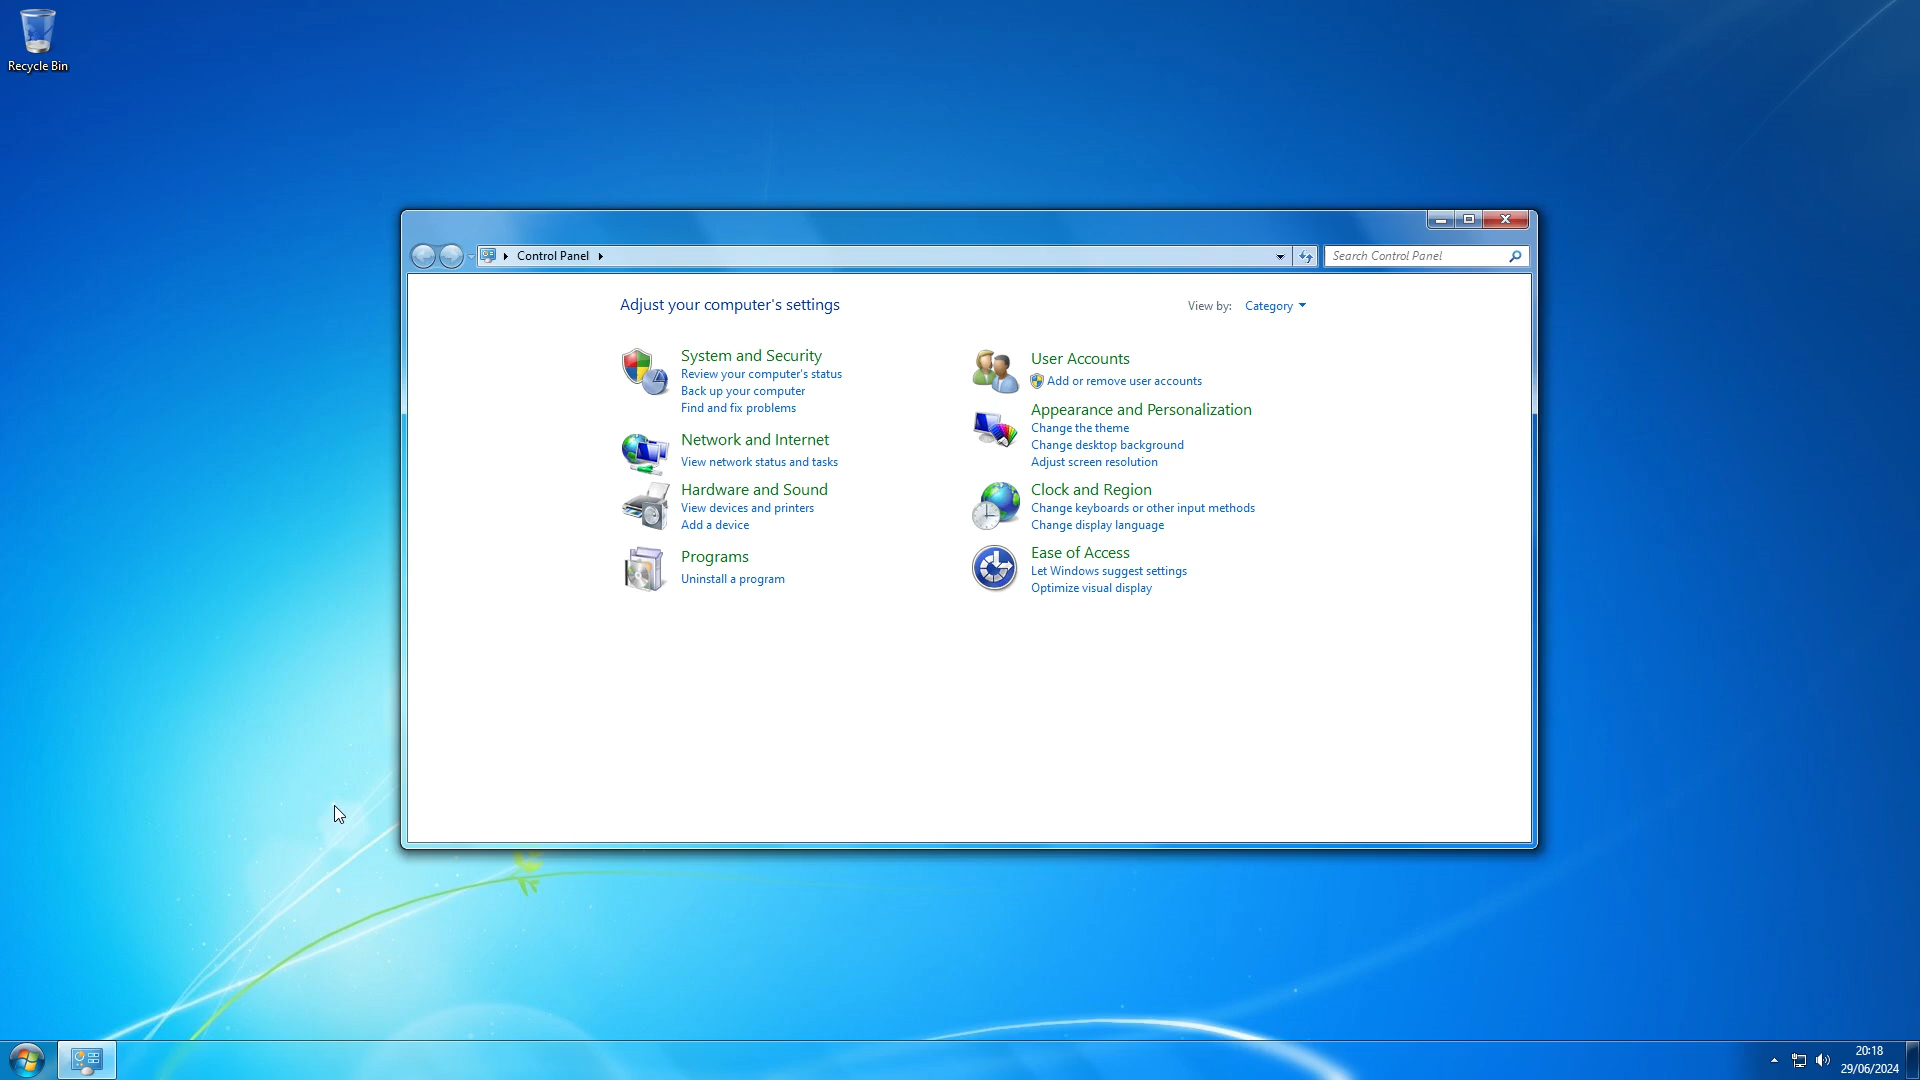 Recycle Bin
Control Panel
Search Control Panel
Adjust your computer's settings
View by: Category
System and Security
Review your computer's status
Back up your computer
Find and fix problems
Network and Internet
View network status and tasks
Hardware and Sound
View devices and printers
Add a device
Programs
Uninstall a program
User Accounts
Add or remove user accounts
Appearance and Personalization
Change the theme
Change desktop background
Adjust screen resolution
Clock and Region
Change keyboards or other input methods
Change display language
Ease of Access
Let Windows suggest settings
Optimize visual display
20:18
29/06/2024